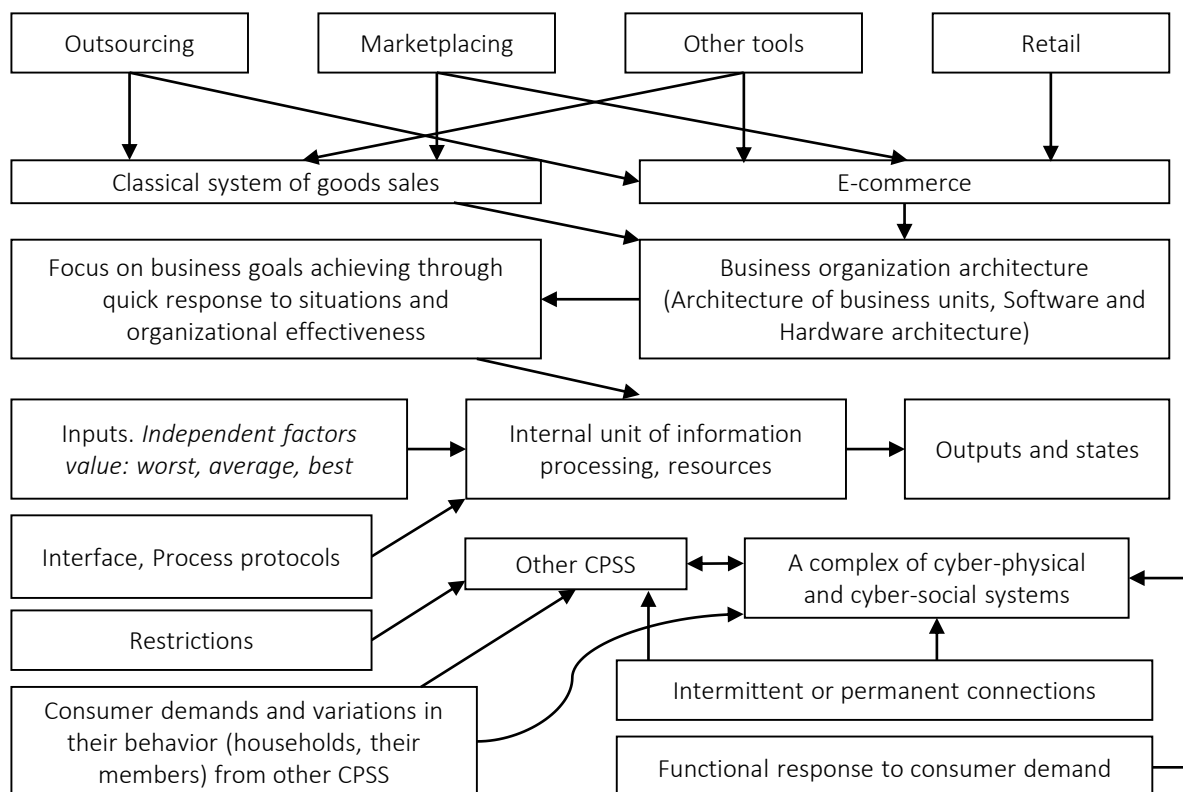 Outsourcing
Marketplacing
Other tools
Retail
Classical system of goods sales
E-commerce
Focus on business goals achieving through
quick response to situations and
organizational effectiveness
Business organization architecture
(Architecture of business units, Software and
Hardware architecture)
Inputs. Independent factors
value: worst, average, best
Internal unit of information
processing, resources
Outputs and states
Interface, Process protocols
Other CPSS
A complex of cyber-physical
and cyber-social systems
Restrictions
Intermittent or permanent connections
Consumer demands and variations in
their behavior (households, their
members) from other CPSS
Functional response to consumer demand